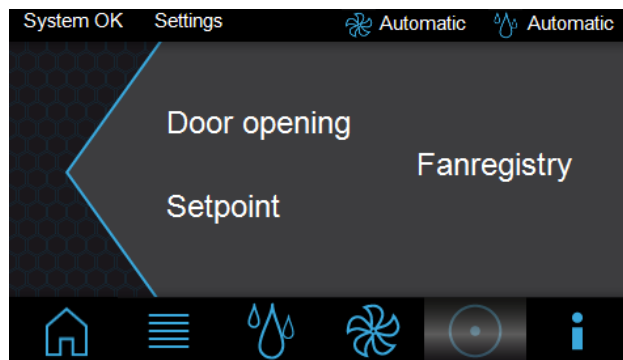 System OK Settings Automatic Automatic
Door opening
Fanregistry
Setpoint